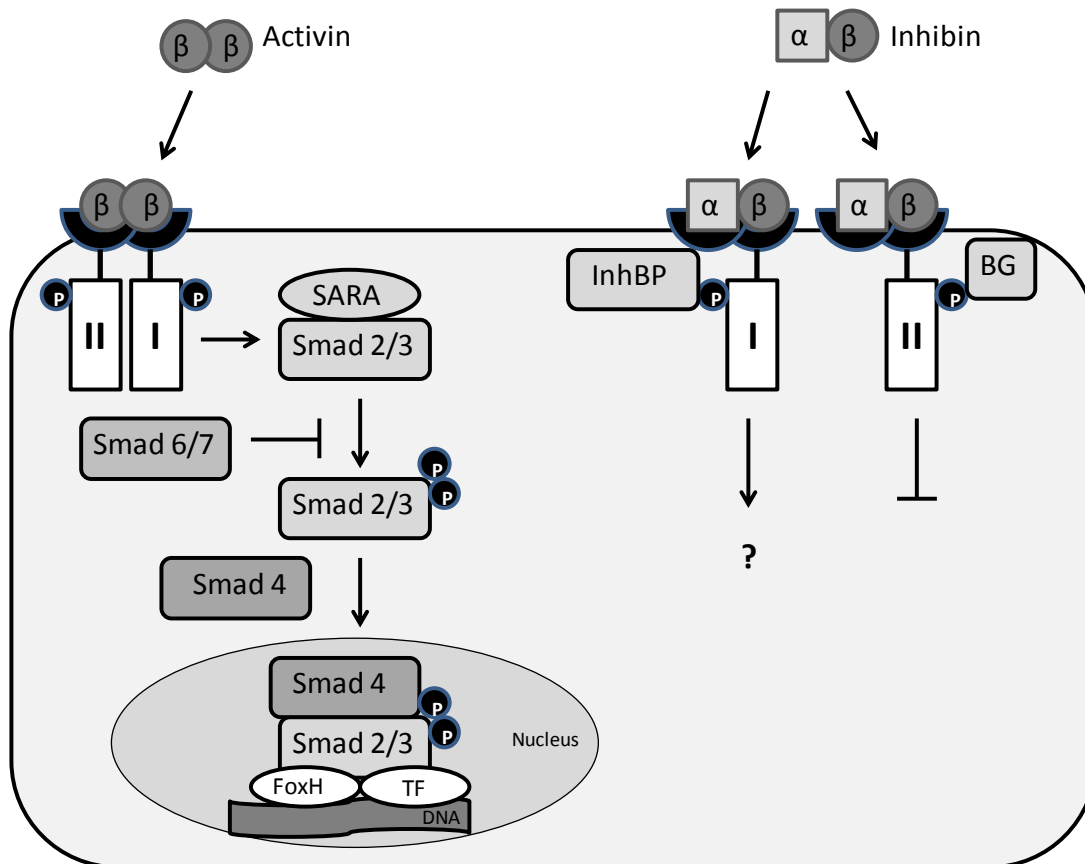 β β Activin
α β Inhibin
β β
α β
α β
InhBP
BG
P
P
P
P
SARA
II
I
Smad 2/3
I
II
Smad 6/7
P
Smad 2/3
P
?
Smad 4
Smad 4
P
Smad 2/3
P
Nucleus
FoxH
TF
DNA